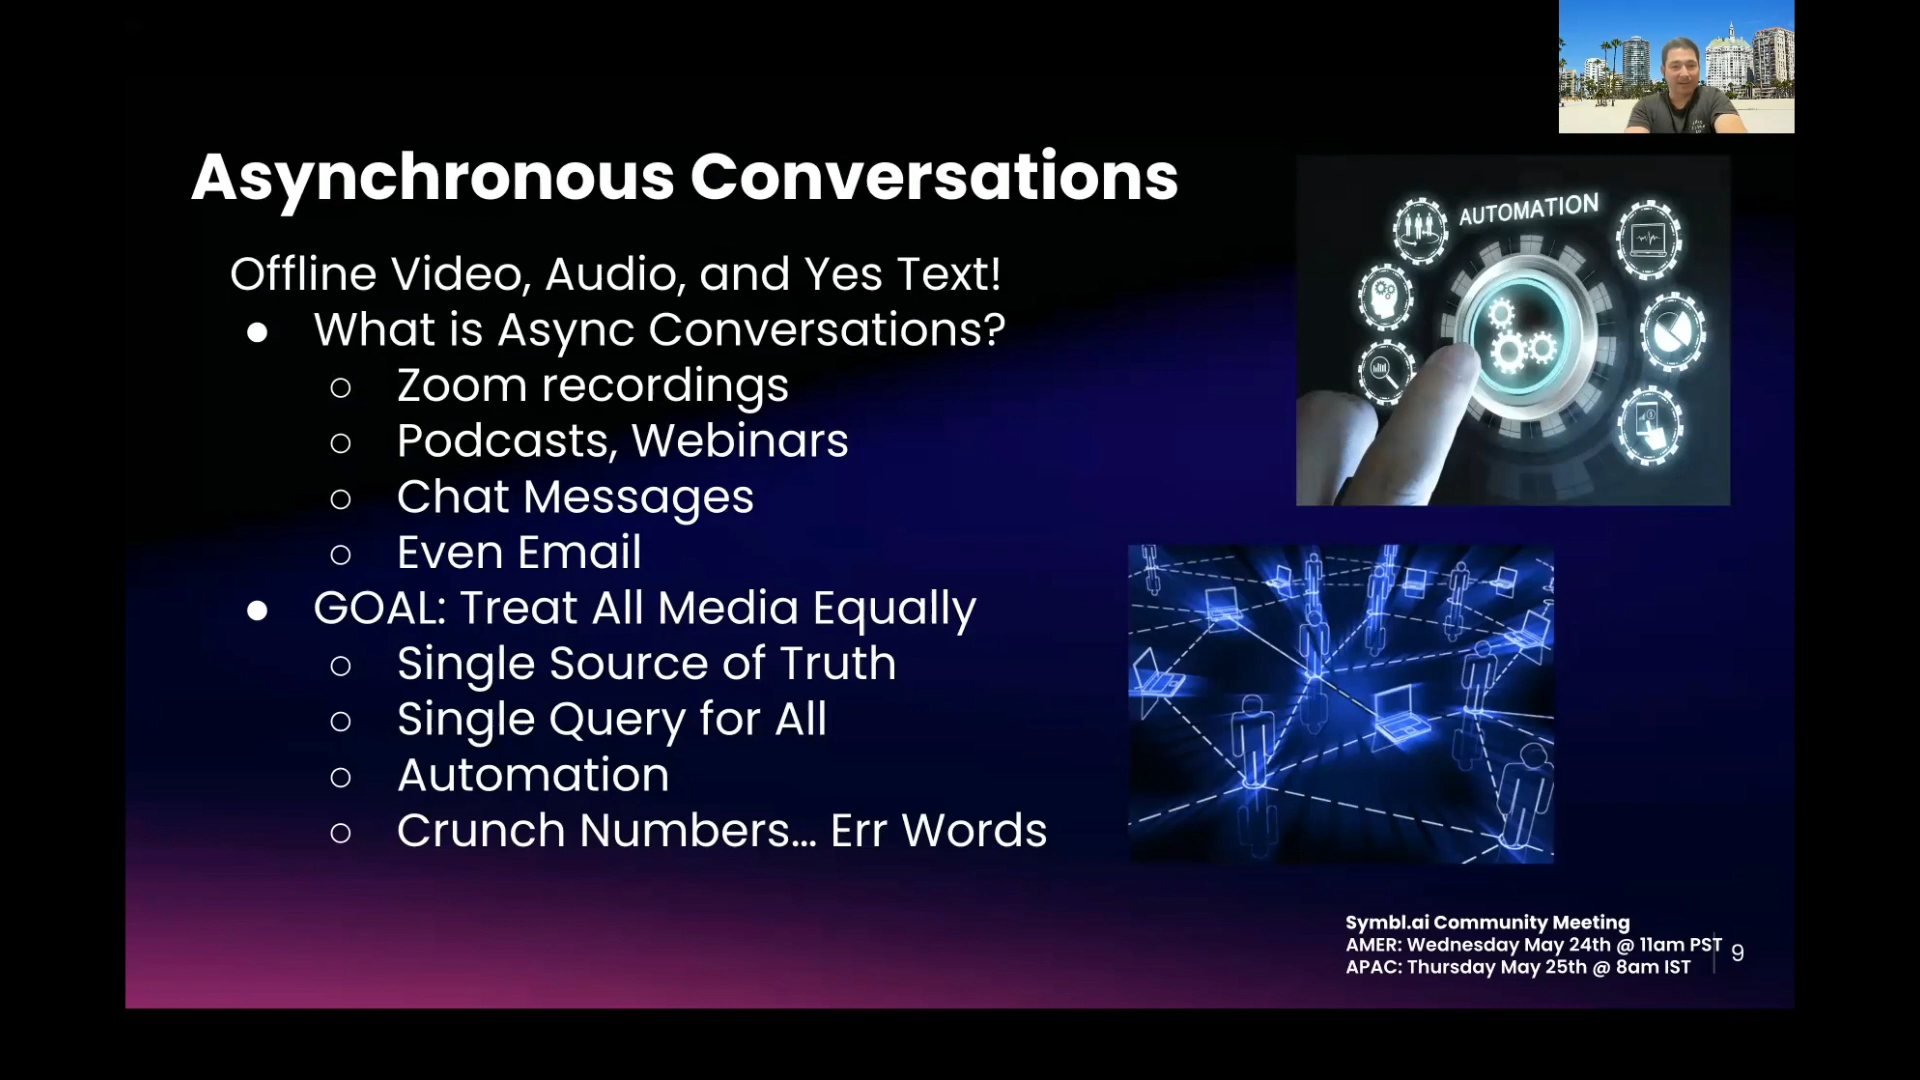 Asynchronous Conversations
Offline Video, Audio, and Yes Text!
● What is Async Conversations?
○ Zoom recordings
○ Podcasts, Webinars
○ Chat Messages
○ Even Email
● GOAL: Treat All Media Equally
○ Single Source of Truth
○ Single Query for All
○ Automation
○ Crunch Numbers... Err Words
AUTOMATION
Symbl.ai Community Meeting
AMER: Wednesday May 24th @ 11am PST
APAC: Thursday May 25th @ 8am IST
9